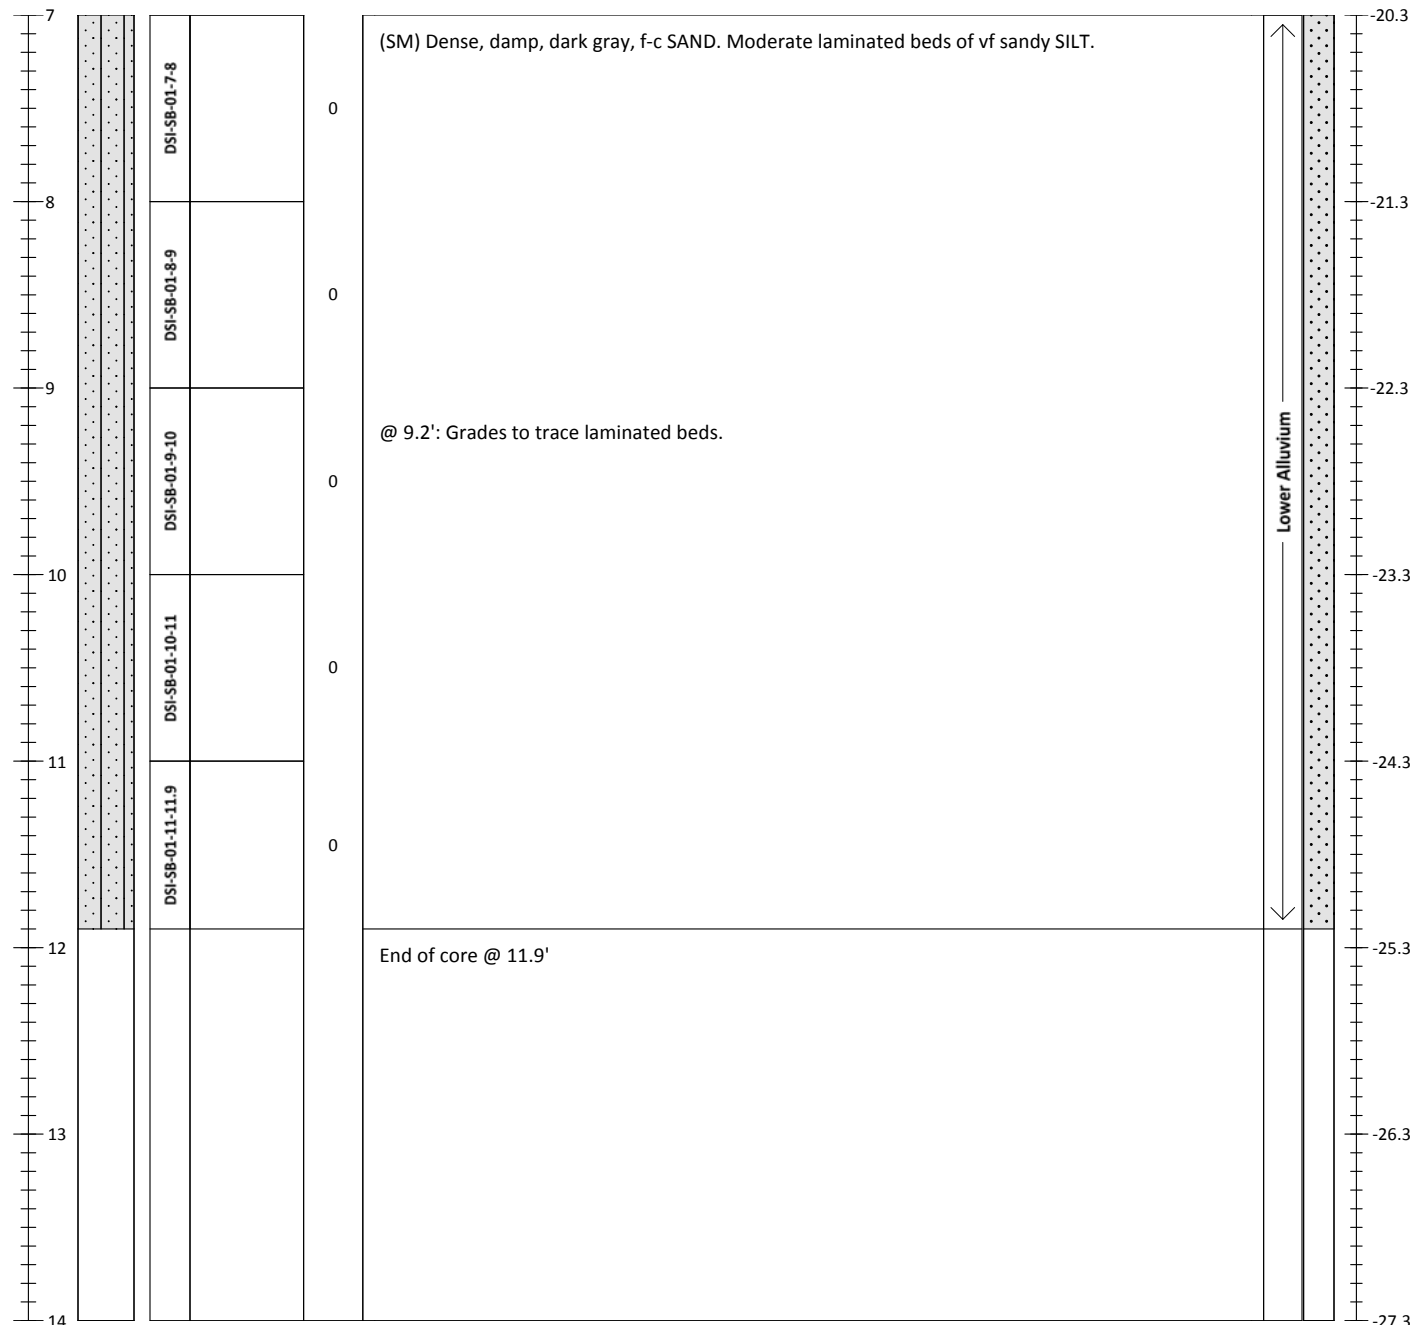 7
(SM) Dense, damp, dark gray, f-c SAND. Moderate laminated beds of vf sandy SILT.
-20.3
DSI-SB-01-7-8
0
8
-21.3
DSI-SB-01-8-9
0
9
-22.3
@ 9.2': Grades to trace laminated beds.
DSI-SB-01-9-10
0
Lower Alluvium
10
-23.3
DSI-SB-01-10-11
0
11
-24.3
DSI-SB-01-11-11.9
0
12
End of core @ 11.9'
-25.3
13
-26.3
14
-27.3